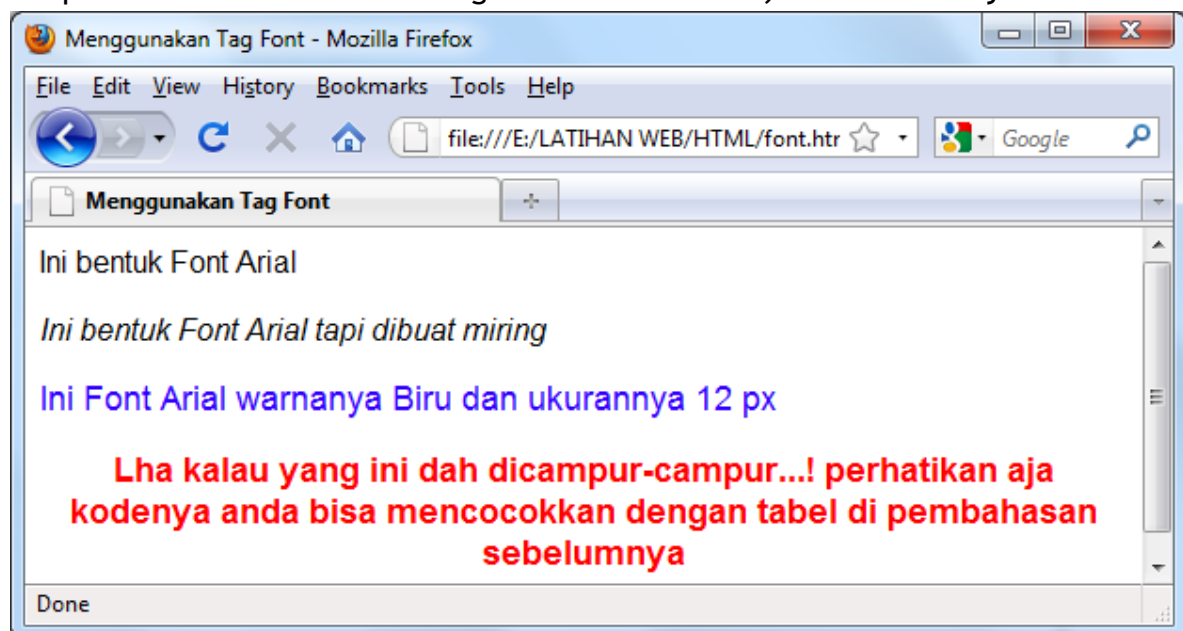 Menggunakan Tag Font - Mozilla Firefox
File Edit View History Bookmarks Tools Help
file:///E:/LATIHAN WEB/HTML/font.htr Google
Menggunakan Tag Font
Ini bentuk Font Arial
Ini bentuk Font Arial tapi dibuat miring
Ini Font Arial warnanya Biru dan ukurannya 12 px
Lha kalau yang ini dah dicampur-campur...! perhatikan aja
kodenya anda bisa mencocokkan dengan tabel di pembahasan
sebelumnya
Done